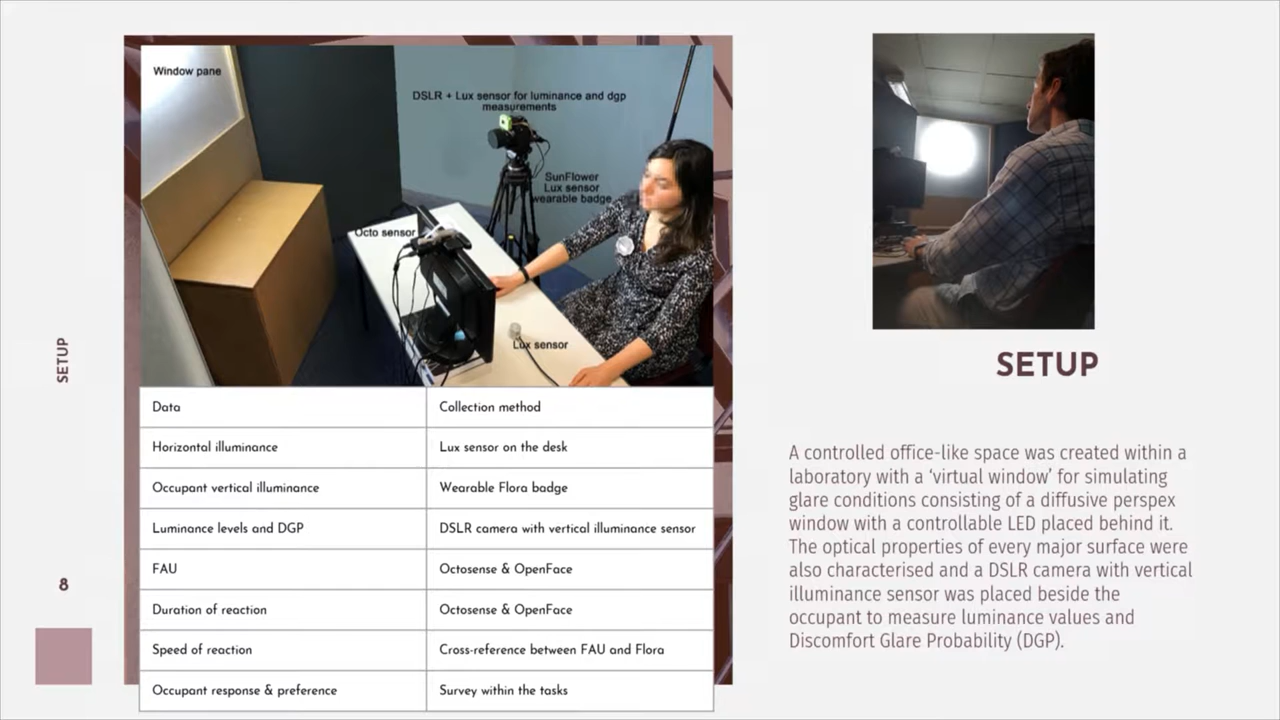 SETUP
8
Window pane
DSLR + Lux sensor for luminance and dgp
measurements
SunFlower
Lux sensor
wearable badge
Octo sensor
Lux sensor
Data	Collection method
Horizontal illuminance	Lux sensor on the desk
Occupant vertical illuminance	Wearable Flora badge
Luminance levels and DGP	DSLR camera with vertical illuminance sensor
FAU	Octosense & OpenFace
Duration of reaction	Octosense & OpenFace
Speed of reaction	Cross-reference between FAU and Flora
Occupant response & preference	Survey within the tasks
SETUP
A controlled office-like space was created within a
laboratory with a ‘virtual window’ for simulating
glare conditions consisting of a diffusive perspex
window with a controllable LED placed behind it.
The optical properties of every major surface were
also characterised and a DSLR camera with vertical
illuminance sensor was placed beside the
occupant to measure luminance values and
Discomfort Glare Probability (DGP).